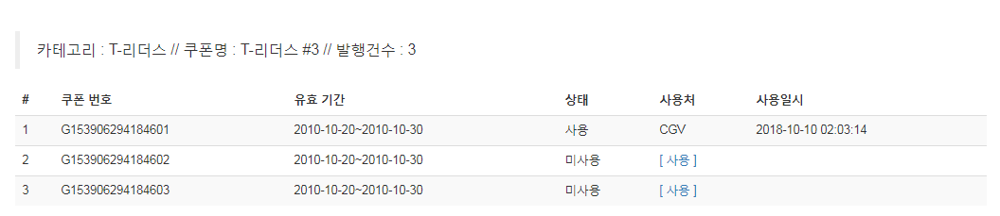 카테고리 : T-리더스 // 쿠폰명 : T-리더스 #3 // 발행건수 : 3
# 쿠폰 번호 유효 기간 상태 사용처 사용일시
1 G153906294184601 2010-10-20~2010-10-30 사용 CGV 2018-10-10 02:03:14
2 G153906294184602 2010-10-20~2010-10-30 미사용 [ 사용 ]
3 G153906294184603 2010-10-20~2010-10-30 미사용 [ 사용 ]